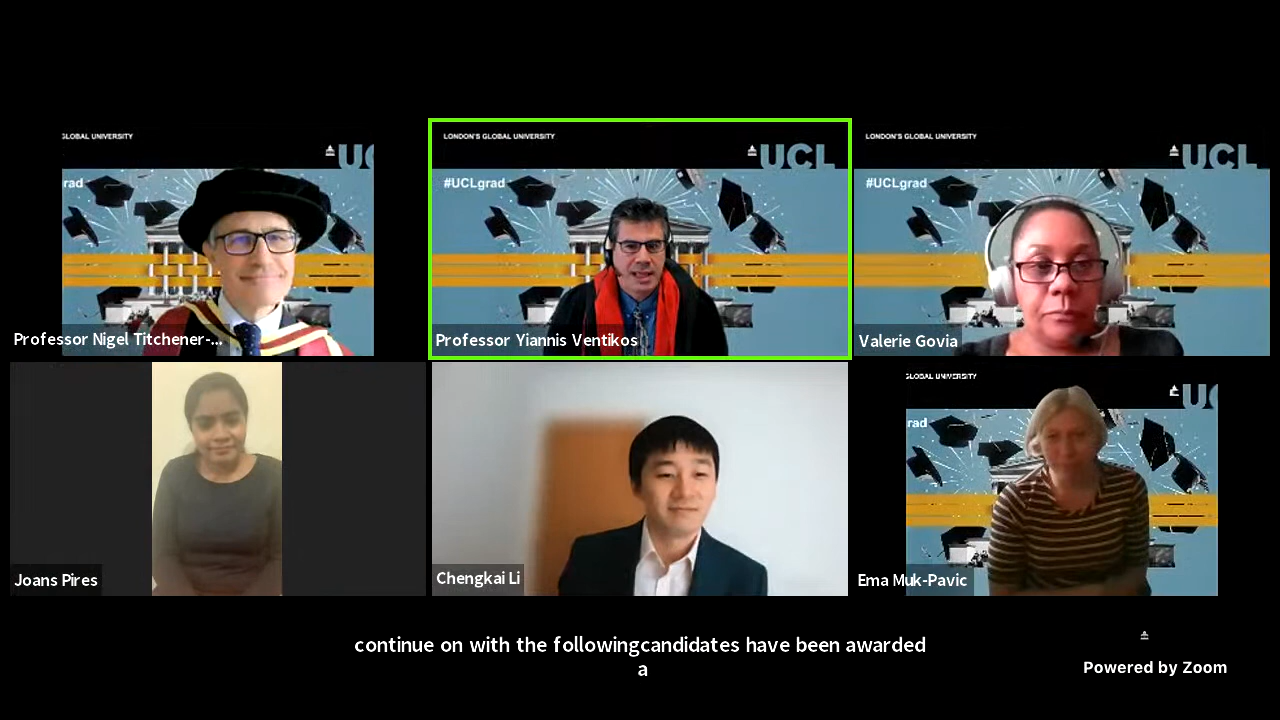 GLOBAL UNIVERSITY
UC
rad
Professor Nigel Titchener-...
LONDON'S GLOBAL UNIVERSITY
UCL
#UCLgrad
Professor Yiannis Ventikos
LONDON'S GLOBAL UNIVERSITY
UCL
#UCLgrad
Valerie Govia
Joans Pires
Chengkai Li
GLOBAL UNIVERSITY
U
rad
Ema Muk-Pavic
continue on with the followingcandidates have been awarded
a
Powered by Zoom